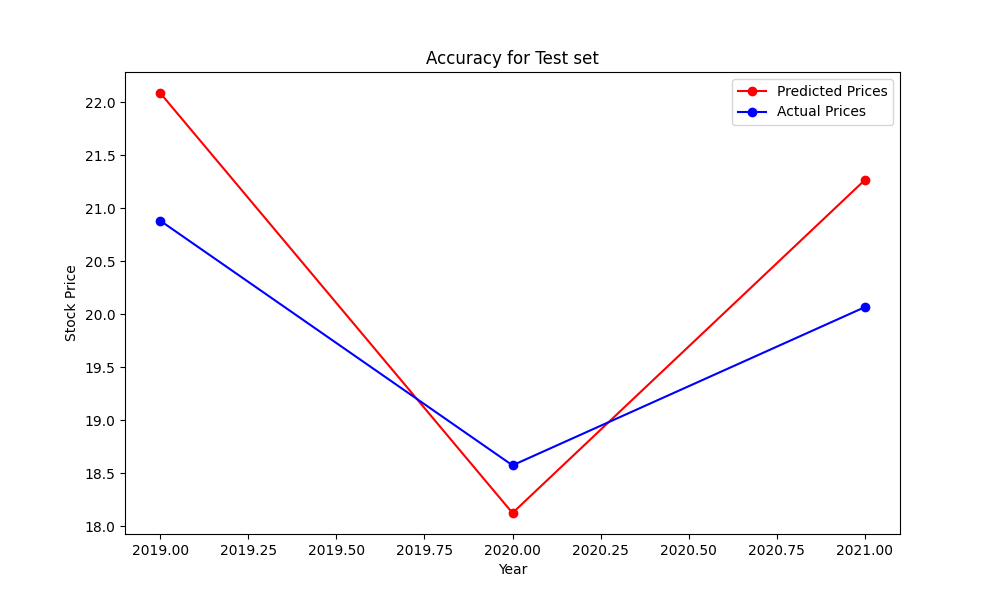 Accuracy for Test set
Predicted Prices
Actual Prices
Stock Price
22.0
21.5
21.0
20.5
20.0
19.5
19.0
18.5
18.0
2019.00 2019.25 2019.50 2019.75 2020.00 2020.25 2020.50 2020.75 2021.00
Year